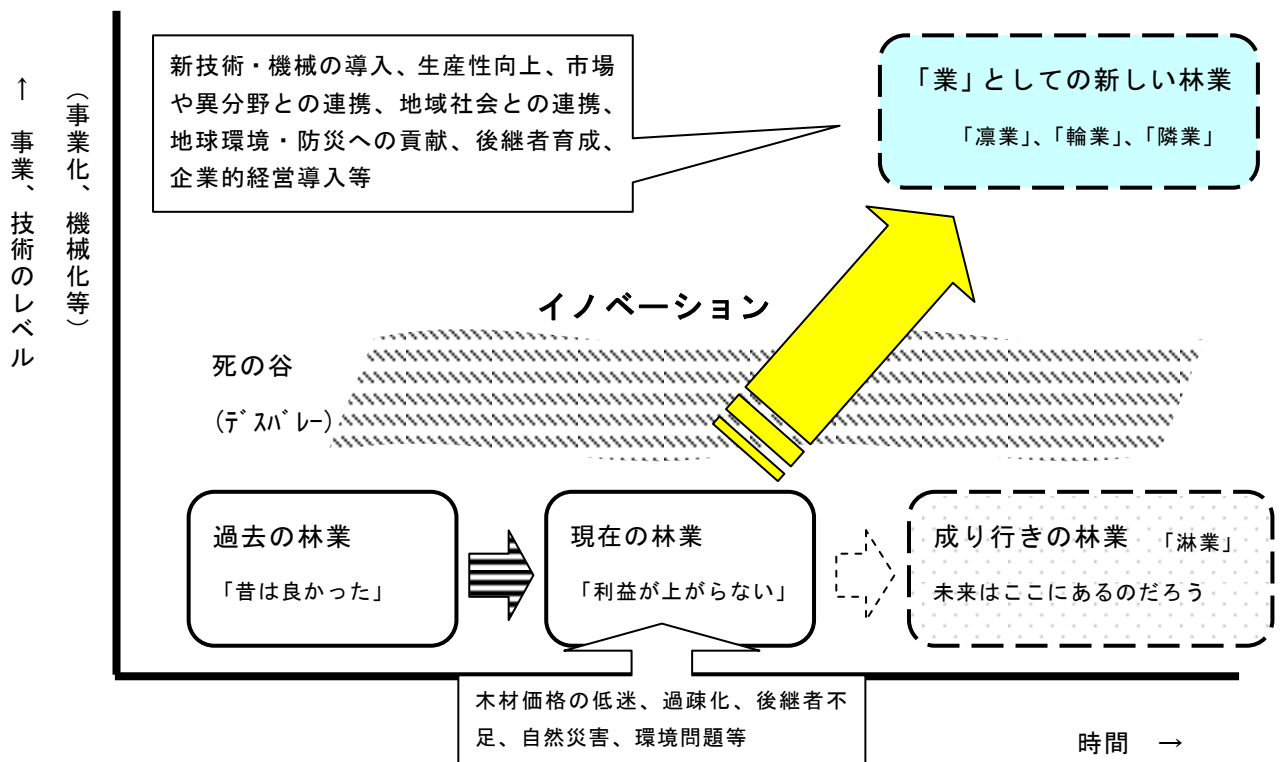 ↑ 事業、技術のレベル
（事業化、機械化等）
新技術・機械の導入、生産性向上、市場
や異分野との連携、地域社会との連携、
地球環境・防災への貢献、後継者育成、
企業的経営導入等
「業」としての新しい林業
「凛業」、「輪業」、「隣業」
イノベーション
死の谷
(ﾃﾞｽﾊﾞﾚｰ)
過去の林業
「昔は良かった」
現在の林業
「利益が上がらない」
成り行きの林業 「淋業」
未来はここにあるのだろう
木材価格の低迷、過疎化、後継者不
足、自然災害、環境問題等
時間 →